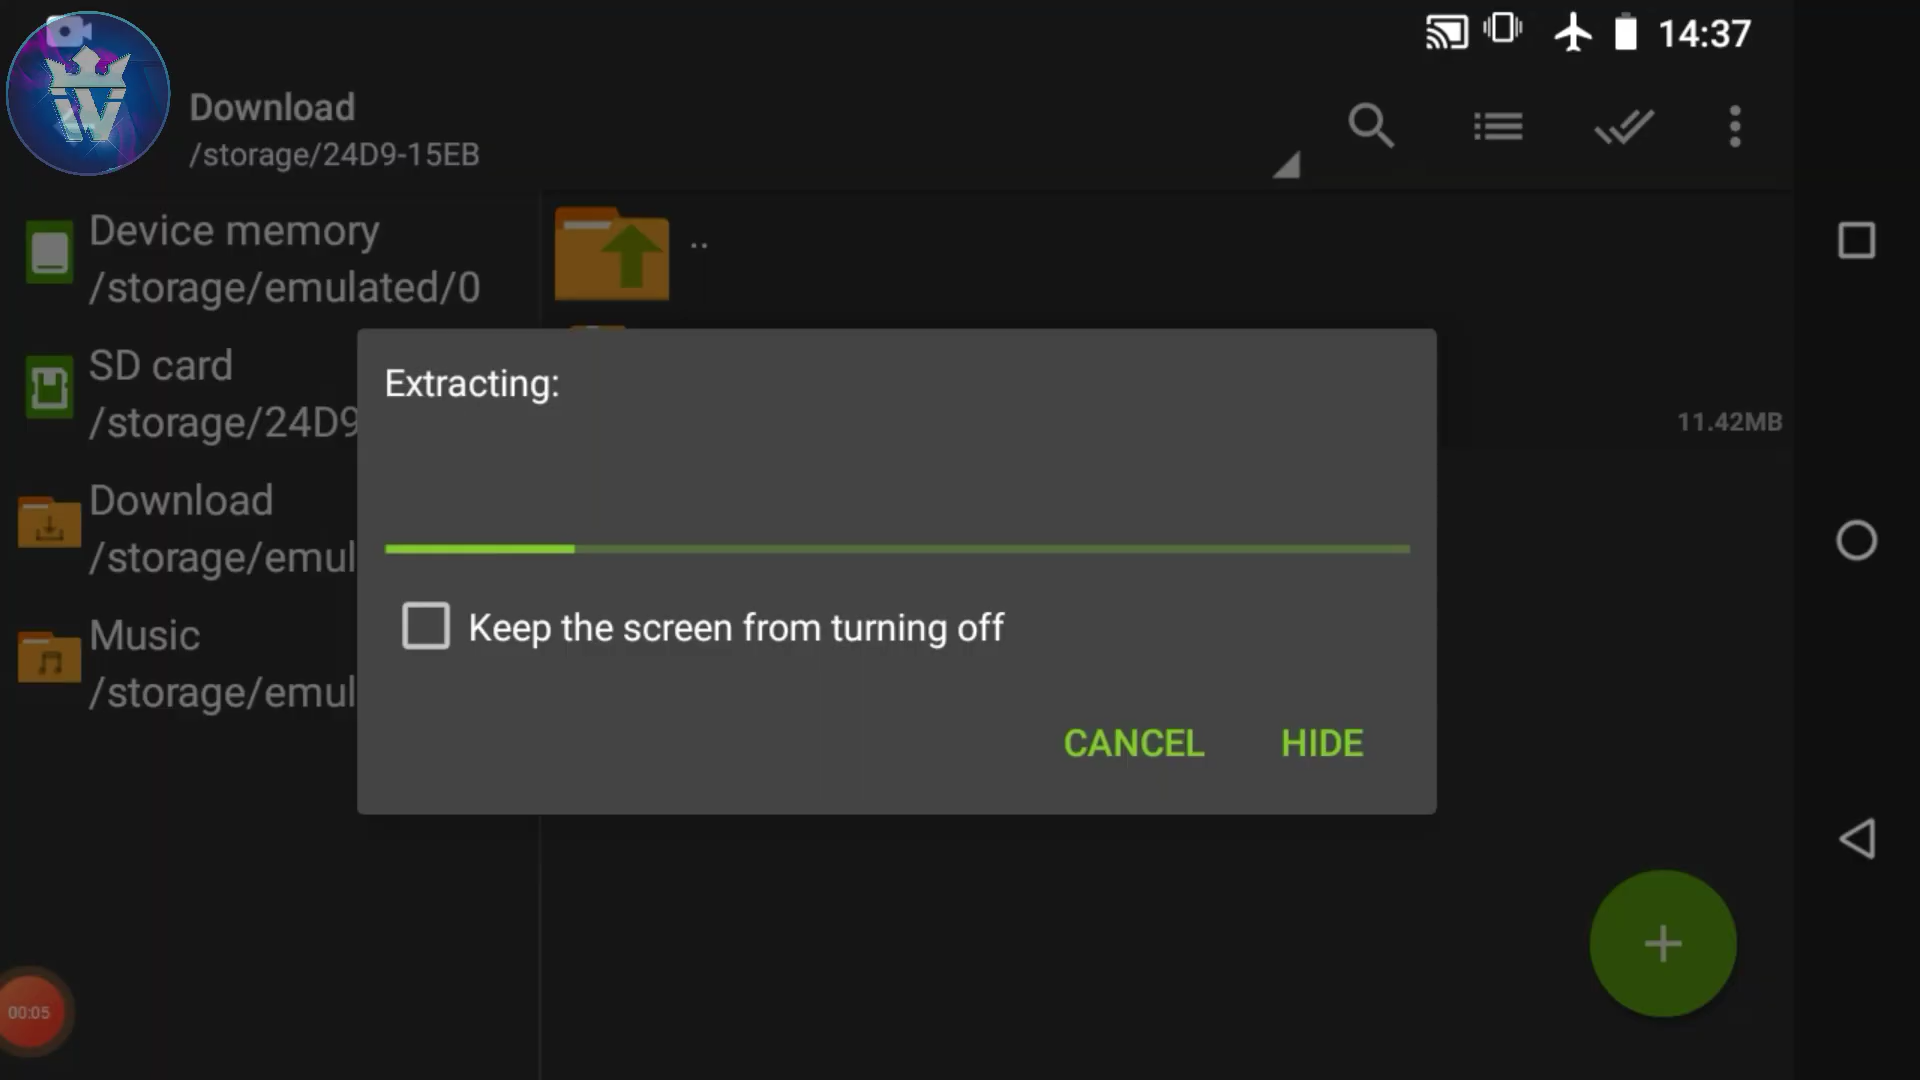 14:37
Download
/storage/24D9-15EB
Device memory
/storage/emulated/0
..
SD card
/storage/24D9
11.42MB
Download
/storage/emul
Music
/storage/emul
Extracting:
Keep the screen from turning off
CANCEL
HIDE
00:05
W